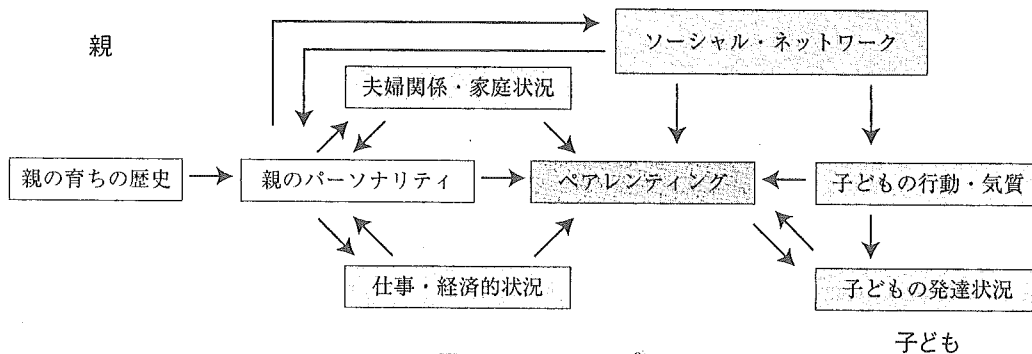 親
ソーシャル・ネットワーク
夫婦関係・家庭状況
親の育ちの歴史
親のパーソナリティ
ペアレンティング
子どもの行動・気質
仕事・経済的状況
子どもの発達状況
子ども